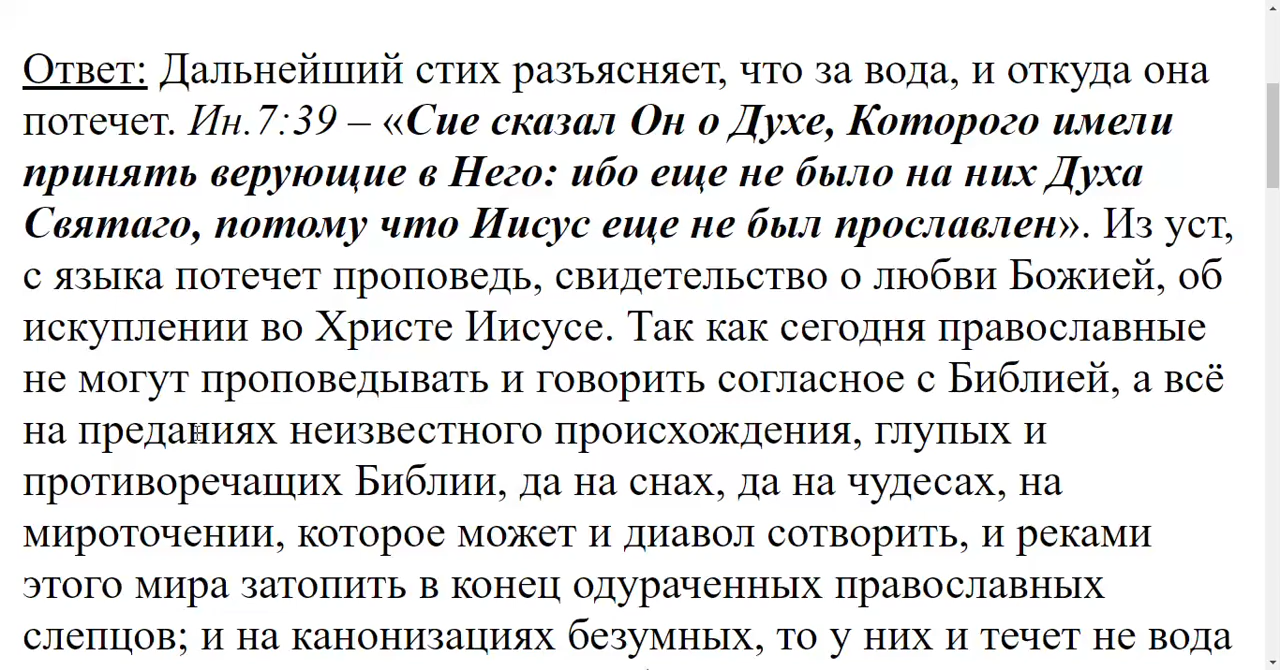 Ответ: Дальнейший стих разъясняет, что за вода, и откуда она
потечет. Ин.7:39 – «Сие сказал Он о Духе, Которого имели
принять верующие в Него: ибо еще не было на них Духа
Святаго, потому что Иисус еще не был прославлен». Из уст,
с языка потечет проповедь, свидетельство о любви Божией, об
искуплении во Христе Иисусе. Так как сегодня православные
не могут проповедывать и говорить согласное с Библией, а всё
на преданиях неизвестного происхождения, глупых и
противоречащих Библии, да на снах, да на чудесах, на
мироточении, которое может и диавол сотворить, и реками
этого мира затопить в конец одураченных православных
слепцов; и на канонизациях безумных, то у них и течет не вода